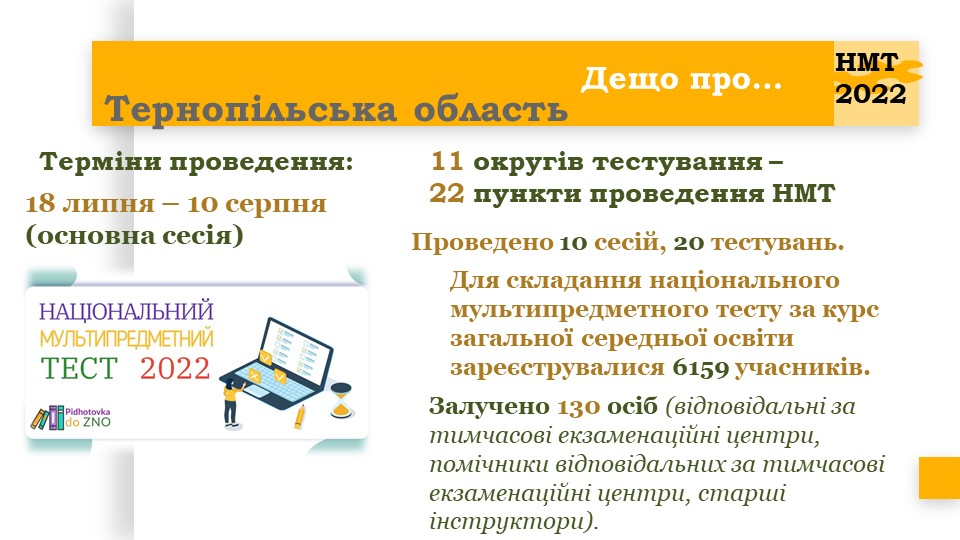 Дещо про...
Тернопільська область
НМТ
2022
Терміни проведення:
18 липня – 10 серпня
(основна сесія)
НАЦІОНАЛЬНИЙ
МУЛЬТИПРЕДМЕТНИЙ
ТЕСТ 2022
Pidhotovka
do ZNO
11 округів тестування –
22 пункти проведення НМТ
Проведено 10 сесій, 20 тестувань.
Для складання національного
мультипредметного тесту за курс
загальної середньої освіти
зареєструвалися 6159 учасників.
Залучено 130 осіб (відповідальні за
тимчасові екзаменаційні центри,
помічники відповідальних за тимчасові
екзаменаційні центри, старші
інструктори).